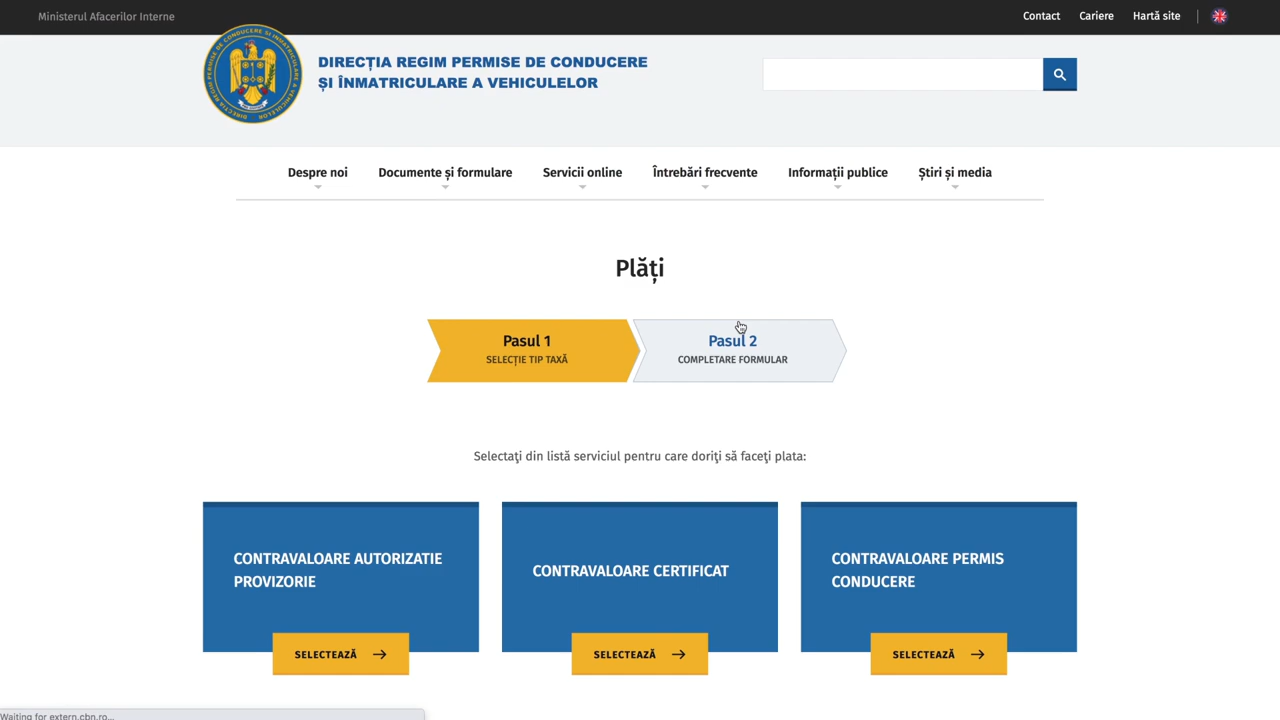 Ministerul Afacerilor Interne
Contact
Cariere
Hartă site
DIRECȚIA REGIM PERMISE DE CONDUCERE
ȘI ÎNMATRICULARE A VEHICULELOR
Despre noi
Documente și formulare
Servicii online
Întrebări frecvente
Informații publice
Știri și media
Plăți
Pasul 1
SELECȚIE TIP TAXĂ
Pasul 2
COMPLETARE FORMULAR
Selectaţi din listă serviciul pentru care doriţi să faceţi plata:
CONTRAVALOARE AUTORIZATIE
PROVIZORIE
CONTRAVALOARE CERTIFICAT
CONTRAVALOARE PERMIS
CONDUCERE
SELECTEAZĂ
SELECTEAZĂ
SELECTEAZĂ
Waiting for extern.cbn.ro...